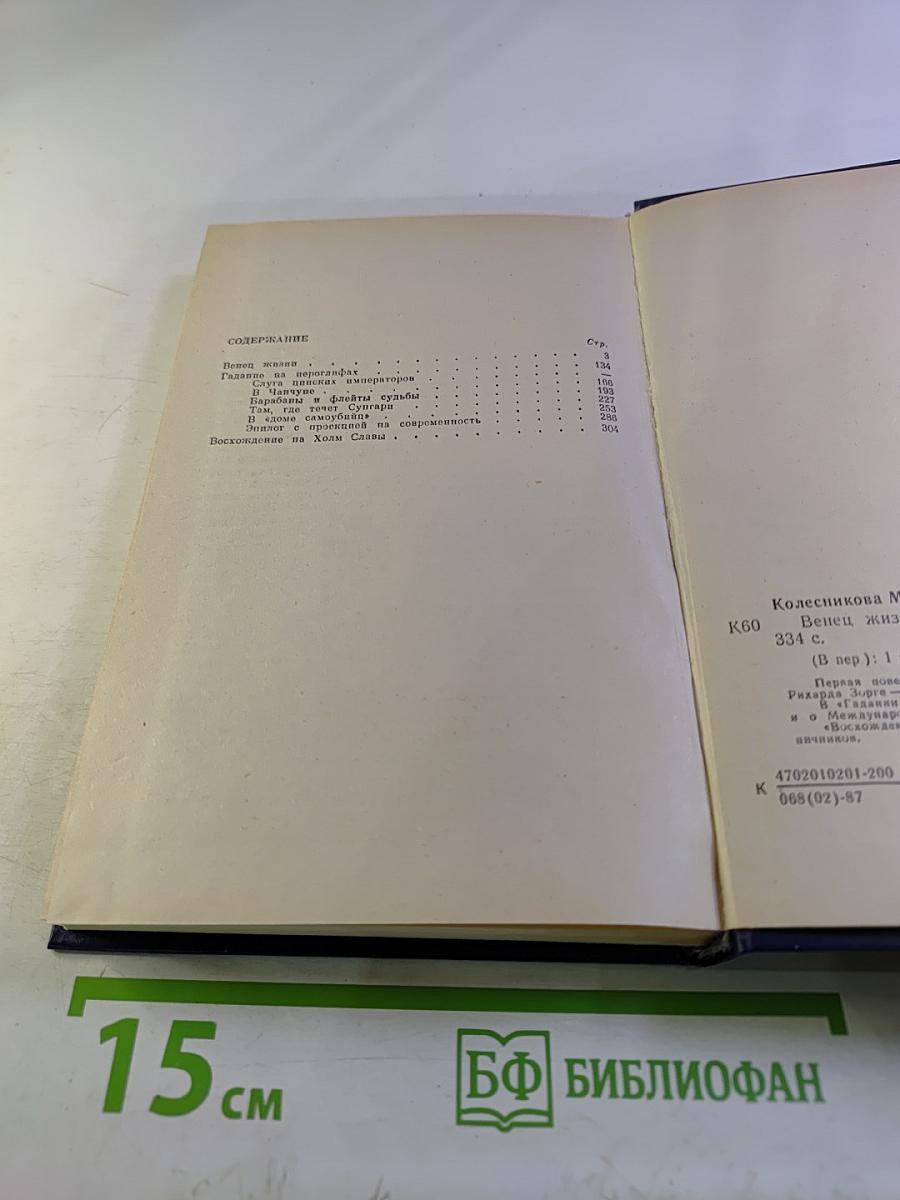 СОДЕРЖАНИЕ
Стр.
Венец жизни . . . . . . . . . . . . . 3
Гадание на иероглифах . . . . . . . . . . 134
Слуга цинских императоров . . . . . . . —
В Чанчуне . . . . . . . . . . . . 166
Барабаны и флейты судьбы . . . . . . . 193
Там, где течет Сунгари . . . . . . . . 227
В «доме самоубийц» . . . . . . . . . 253
Эпилог с проекцией на современность . . . . . 286
Восхождение на Холм Славы . . . . . . . . . 304
Колесникова М
К60 Венец жиз
334 с.
(В пер.): 1
Первая пове
Рихарда Зорге —
В «Гадании
и о Междунаро
«Восхожден
ничников.
К 4702010201-200
068(02)-87
15 см
БФ БИБЛИОФАН